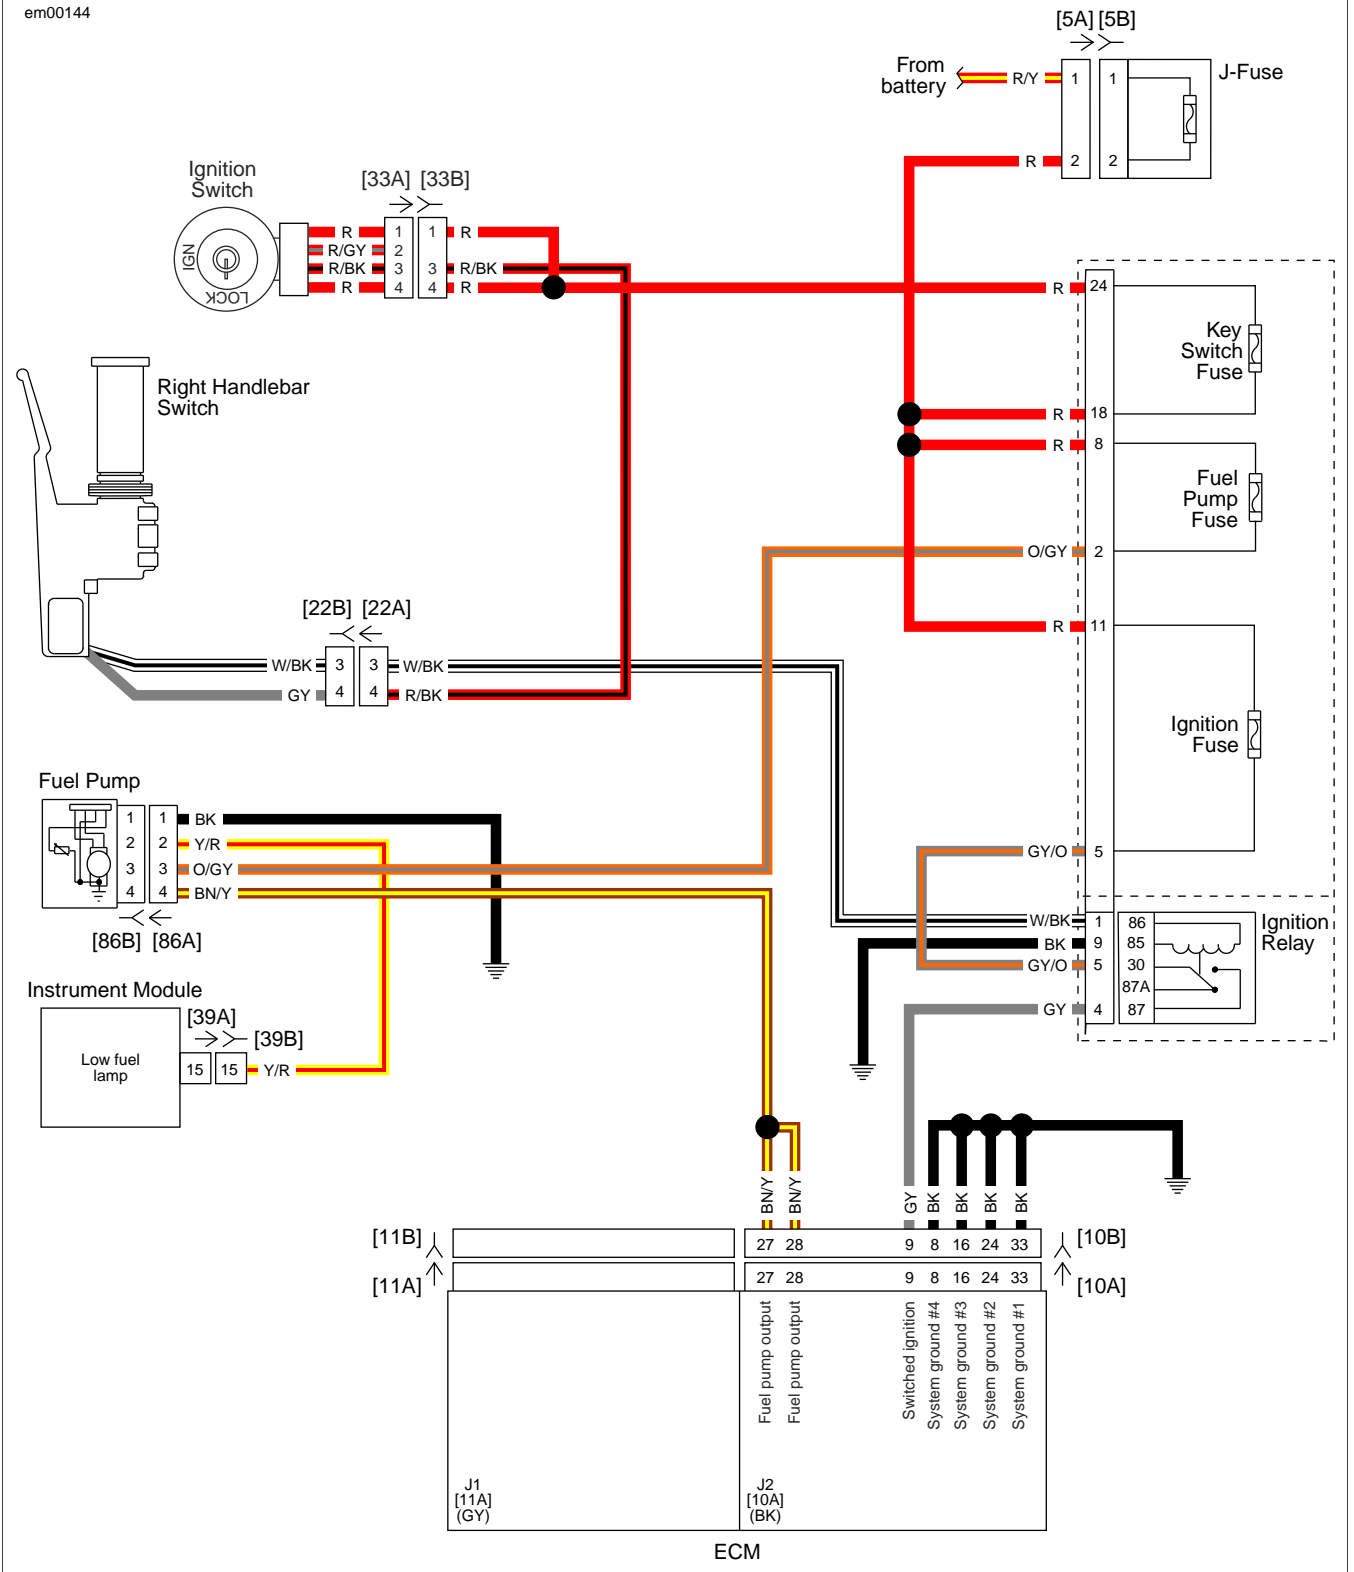 em00144
[5A] [5B]
From
battery
R/Y
1
1
J-Fuse
R
2
2
Ignition
Switch
[33A] [33B]
IGN
LOCK
R
1
1
R
R/GY
2
R/BK
3
3
R/BK
R
4
4
R
R
24
Key
Switch
Fuse
R
18
R
8
Fuel
Pump
Fuse
O/GY
2
R
11
Ignition
Fuse
GY/O
5
Right Handlebar
Switch
[22B] [22A]
W/BK
3
3
W/BK
GY
4
4
R/BK
Fuel Pump
1
1
BK
2
2
Y/R
3
3
O/GY
4
4
BN/Y
[86B] [86A]
W/BK
1
86
Ignition
Relay
BK
9
85
GY/O
5
30
87A
GY
4
87
Instrument Module
[39A]
[39B]
Low fuel
lamp
15
15
Y/R
BN/Y
BN/Y
GY
BK
BK
BK
BK
[11B]
27 28 9 8 16 24 33
[10B]
[11A]
27 28 9 8 16 24 33
[10A]
Fuel pump output
Fuel pump output
Switched ignition
System ground #4
System ground #3
System ground #2
System ground #1
J1
[11A]
(GY)
J2
[10A]
(BK)
ECM